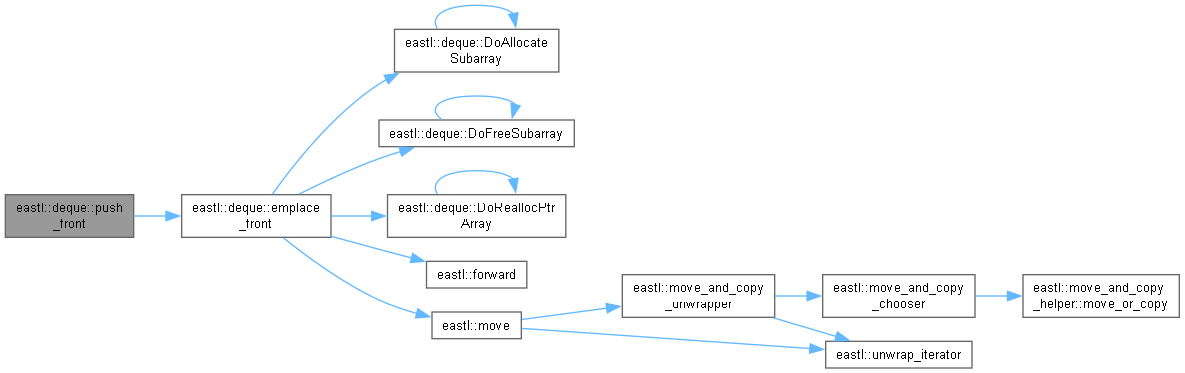 eastl::deque::DoAllocate
Subarray
eastl::deque::DoFreeSubarray
eastl::deque::push
_front
eastl::deque::emplace
_front
eastl::deque::DoReallocPtr
Array
eastl::forward
eastl::move
eastl::move_and_copy
_unwrapper
eastl::move_and_copy
_chooser
eastl::move_and_copy
_helper::move_or_copy
eastl::unwrap_iterator